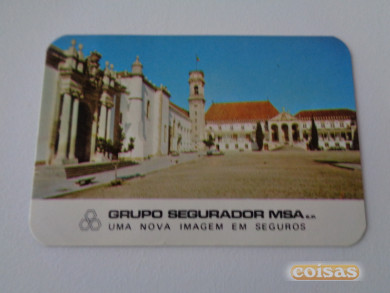 GRUPO SEGURADOR MSA e.p.
UMA NOVA IMAGEM EM SEGUROS
coisas